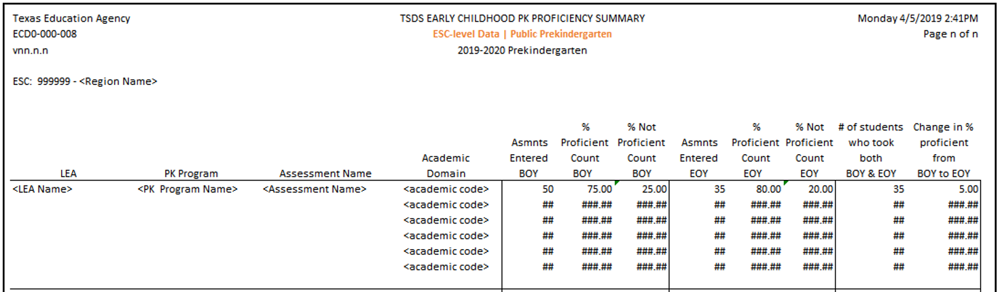 Texas Education Agency TSDS EARLY CHILDHOOD PK PROFICIENCY SUMMARY Monday 4/5/2019 2:41PM
ECD0-000-008 ESC-level Data | Public Prekindergarten Page n of n
vnn.n.n 2019-2020 Prekindergarten
ESC: 999999 - <Region Name>
% % Not % % Not # of students Change in %
Asmnts Proficient Proficient Asmnts Proficient Proficient who took proficient
Academic Entered Count Count Entered Count Count both from
LEA PK Program Assessment Name Domain BOY BOY BOY EOY EOY EOY BOY & EOY BOY to EOY
<LEA Name> <PK Program Name> <Assessment Name> <academic code> 50 75.00 25.00 35 80.00 20.00 35 5.00
<academic code> ## ###.## ###.## ## ###.## ###.## ## ###.##
<academic code> ## ###.## ###.## ## ###.## ###.## ## ###.##
<academic code> ## ###.## ###.## ## ###.## ###.## ## ###.##
<academic code> ## ###.## ###.## ## ###.## ###.## ## ###.##
<academic code> ## ###.## ###.## ## ###.## ###.## ## ###.##